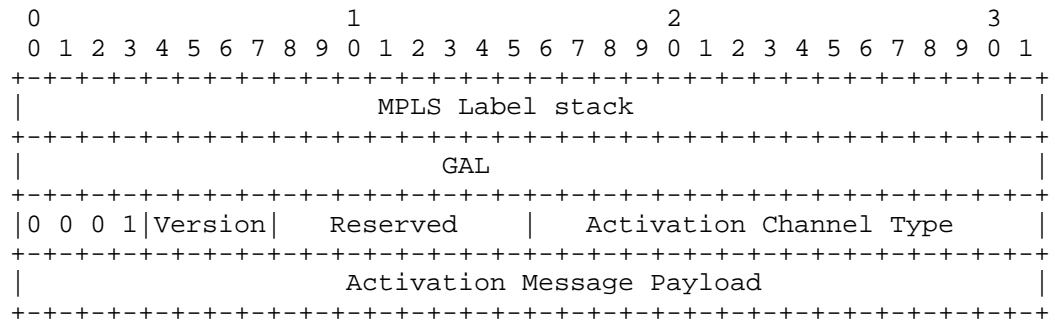 0                   1                   2                   3
 0 1 2 3 4 5 6 7 8 9 0 1 2 3 4 5 6 7 8 9 0 1 2 3 4 5 6 7 8 9 0 1
+-+-+-+-+-+-+-+-+-+-+-+-+-+-+-+-+-+-+-+-+-+-+-+-+-+-+-+-+-+-+-+-+
|                      MPLS Label stack                         |
+-+-+-+-+-+-+-+-+-+-+-+-+-+-+-+-+-+-+-+-+-+-+-+-+-+-+-+-+-+-+-+-+
|                          GAL                                  |
+-+-+-+-+-+-+-+-+-+-+-+-+-+-+-+-+-+-+-+-+-+-+-+-+-+-+-+-+-+-+-+-+
|0 0 0 1|Version|   Reserved    |   Activation Channel Type     |
+-+-+-+-+-+-+-+-+-+-+-+-+-+-+-+-+-+-+-+-+-+-+-+-+-+-+-+-+-+-+-+-+
|                    Activation Message Payload                 |
+-+-+-+-+-+-+-+-+-+-+-+-+-+-+-+-+-+-+-+-+-+-+-+-+-+-+-+-+-+-+-+-+